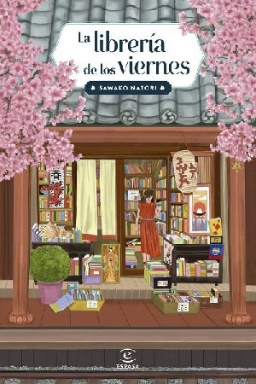 La librería
de los viernes
SAWAKO NATORI
ESPASA